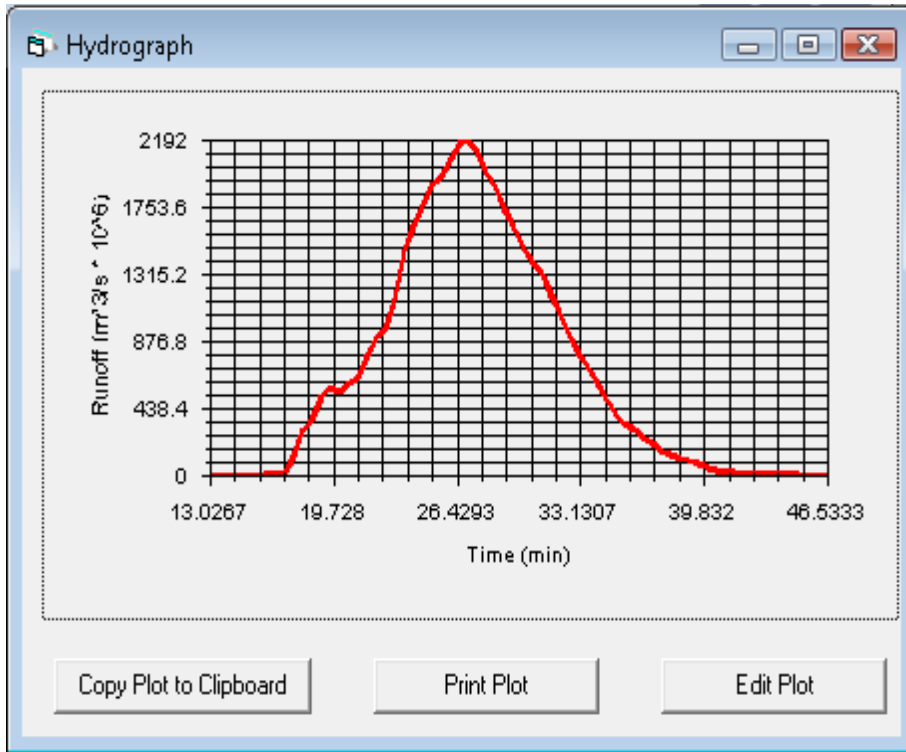 Hydrograph
2192
1753.6
1315.2
876.8
438.4
0
Runoff (m^3/s * 10^6)
13.0267 19.728 26.4293 33.1307 39.832 46.5333
Time (min)
Copy Plot to Clipboard Print Plot Edit Plot